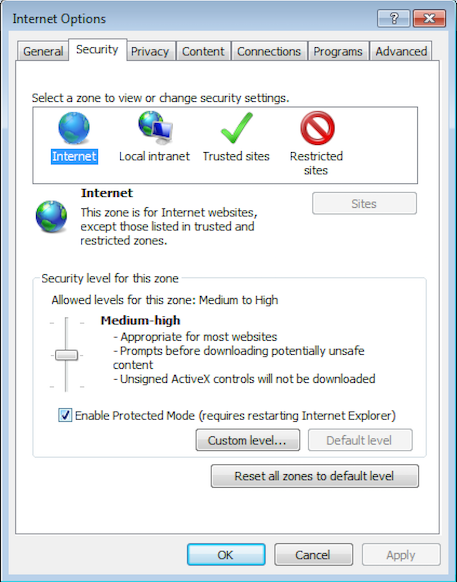 Internet Options
General Security Privacy Content Connections Programs Advanced
Select a zone to view or change security settings.
Internet Local intranet Trusted sites Restricted
sites
Internet
Sites
This zone is for Internet websites,
except those listed in trusted and
restricted zones.
Security level for this zone
Allowed levels for this zone: Medium to High
Medium-high
- Appropriate for most websites
- Prompts before downloading potentially unsafe
content
- Unsigned ActiveX controls will not be downloaded
Enable Protected Mode (requires restarting Internet Explorer)
Custom level... Default level
Reset all zones to default level
OK Cancel Apply